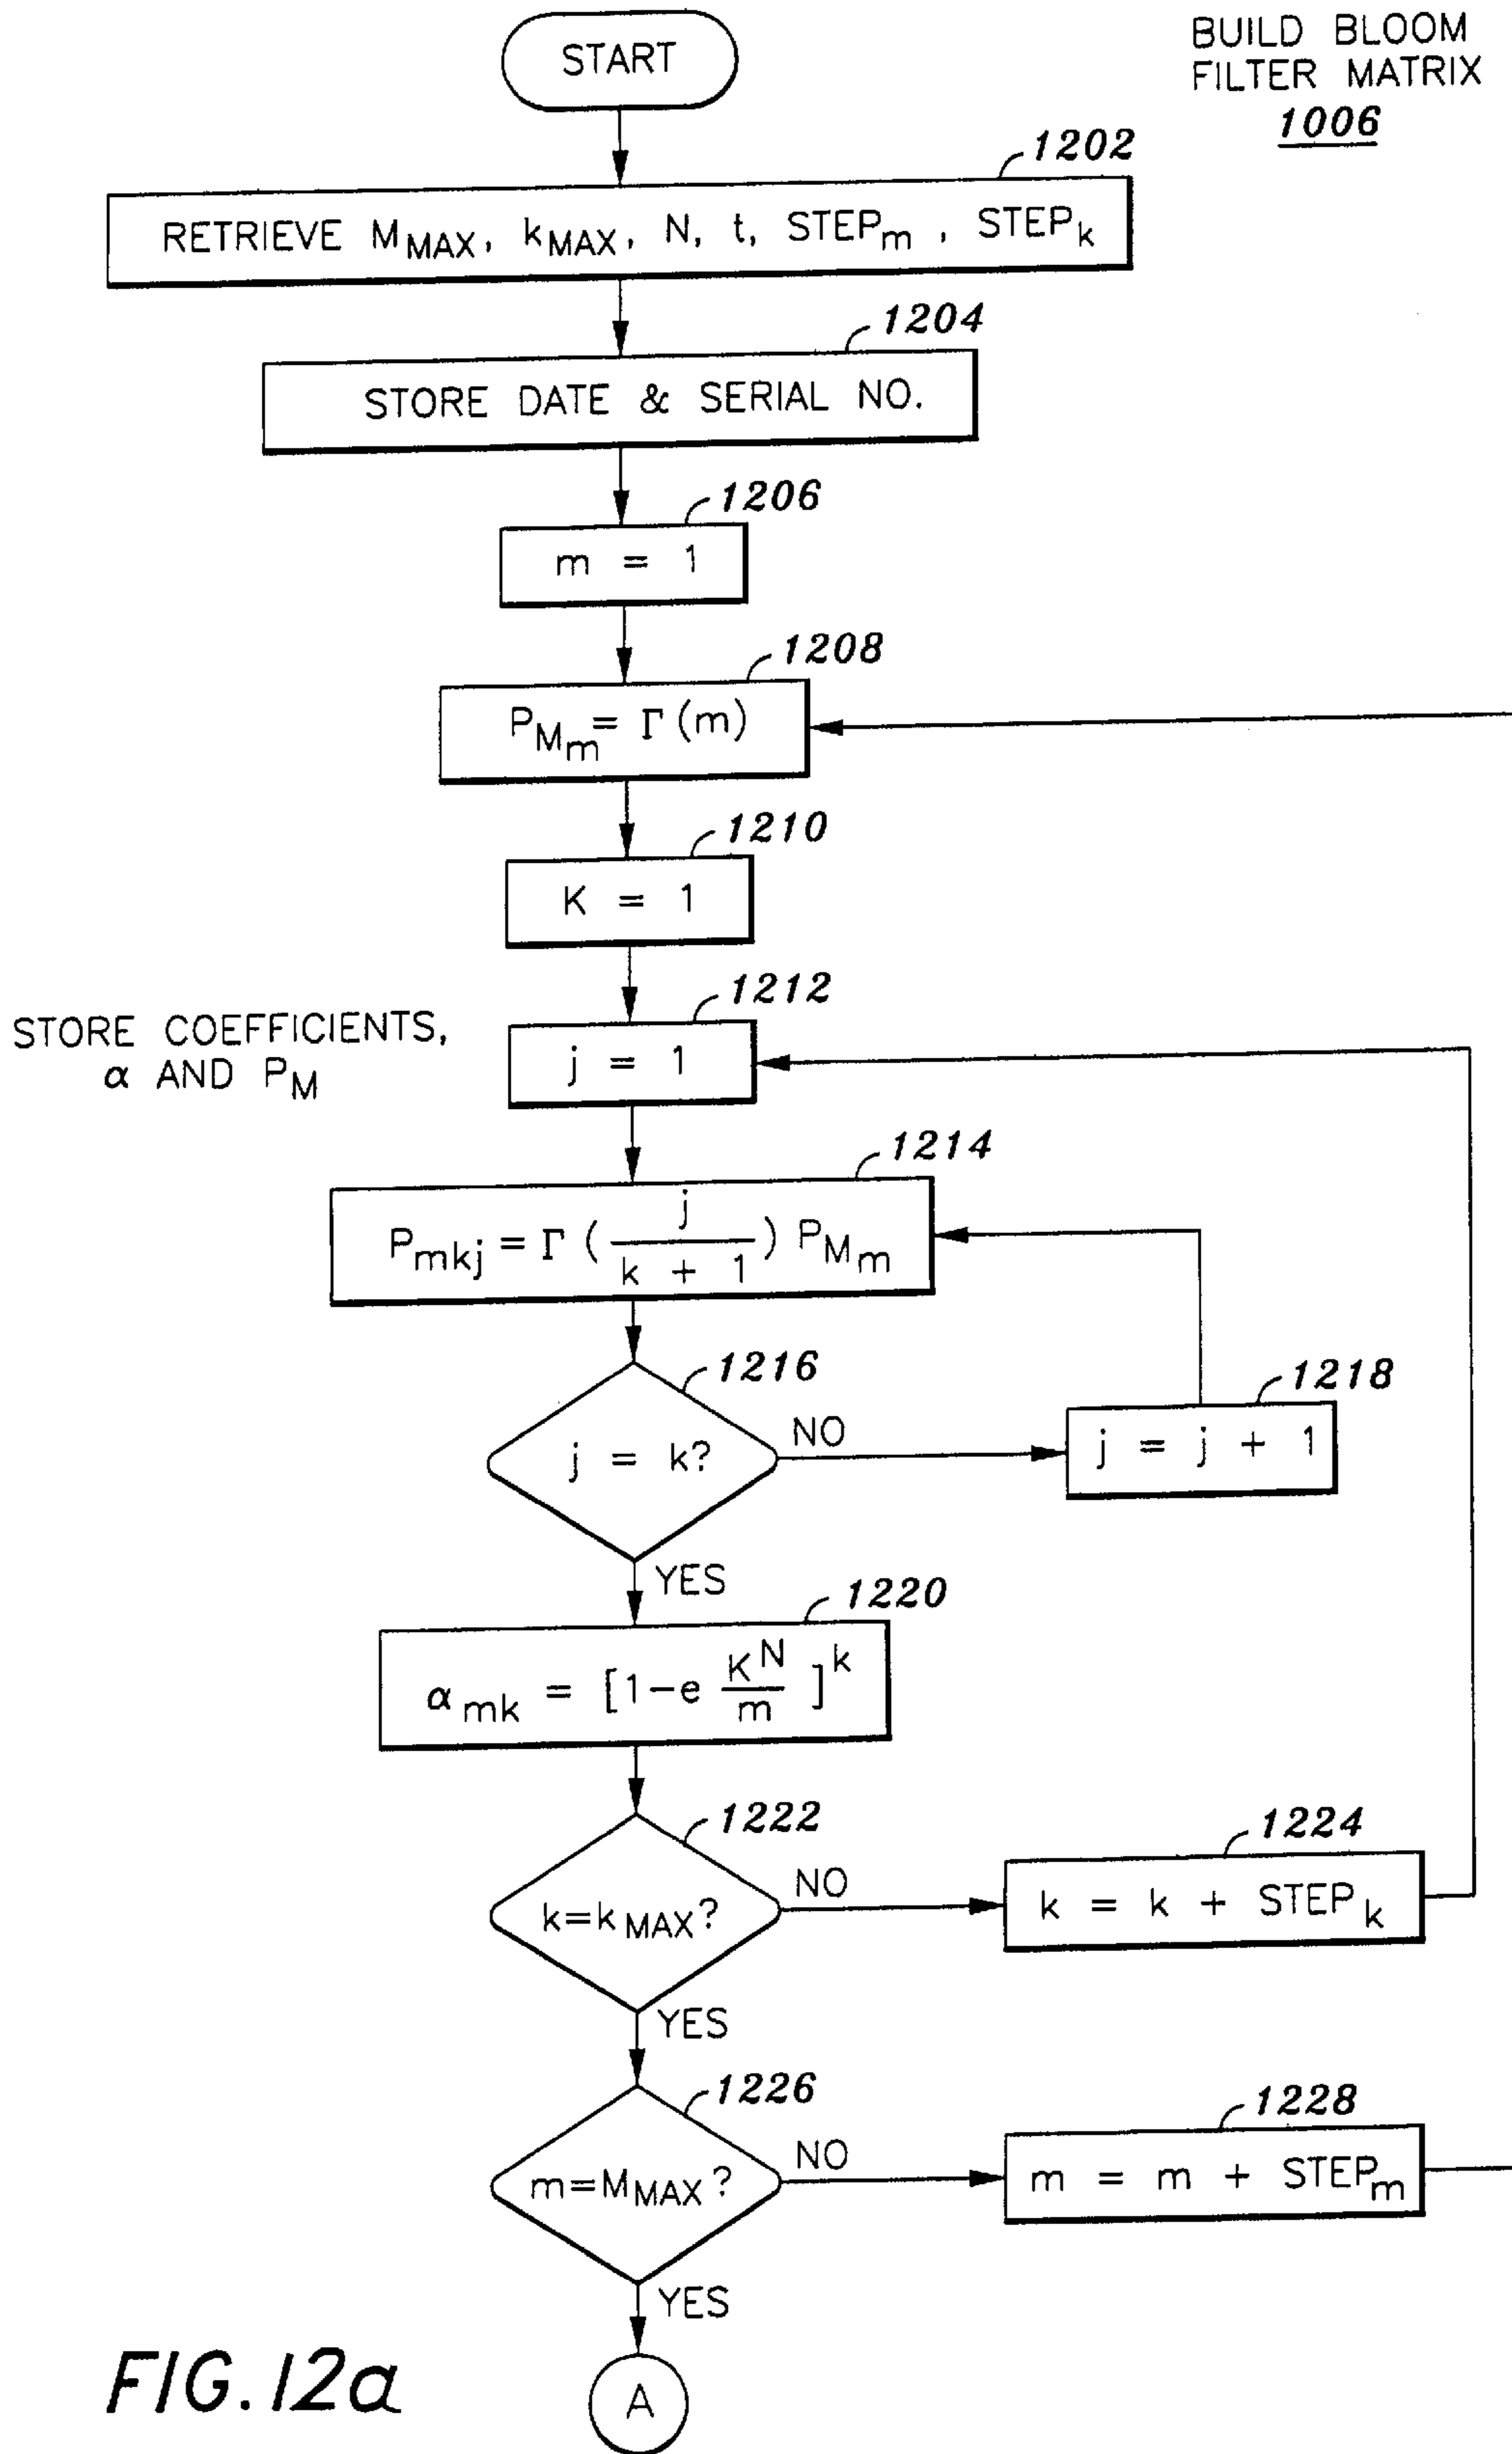 START
BUILD BLOOM
FILTER MATRIX
1006
1202
RETRIEVE M_MAX, k_MAX, N, t, STEP_m , STEP_k
1204
STORE DATE & SERIAL NO.
1206
m = 1
1208
P_M_m = Γ(m)
1210
K = 1
1212
STORE COEFFICIENTS,
α AND P_M
j = 1
1214
P_mkj = Γ ( j / k + 1 ) P_M_m
1216
j = k?
NO
1218
j = j + 1
YES
1220
α_mk = [1-e K^N / m ]^k
1222
k=k_MAX?
NO
1224
k = k + STEP_k
YES
1226
m=M_MAX?
NO
1228
m = m + STEP_m
YES
A
FIG. 12a